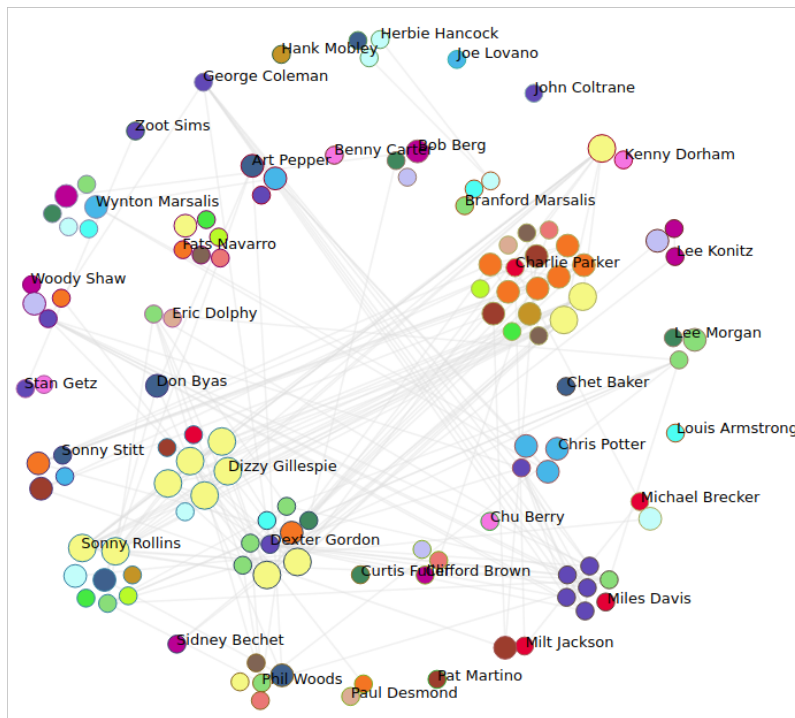 Herbie Hancock
Hank Mobley
Joe Lovano
George Coleman
John Coltrane
Zoot Sims
Benny Carter
Bob Berg
Art Pepper
Kenny Dorham
Wynton Marsalis
Branford Marsalis
Fats Navarro
Lee Konitz
Charlie Parker
Woody Shaw
Eric Dolphy
Lee Morgan
Stan Getz
Don Byas
Chet Baker
Louis Armstrong
Sonny Stitt
Dizzy Gillespie
Chris Potter
Michael Brecker
Chu Berry
Sonny Rollins
Dexter Gordon
Curtis Fuller
Clifford Brown
Miles Davis
Sidney Bechet
Milt Jackson
Phil Woods
Pat Martino
Paul Desmond